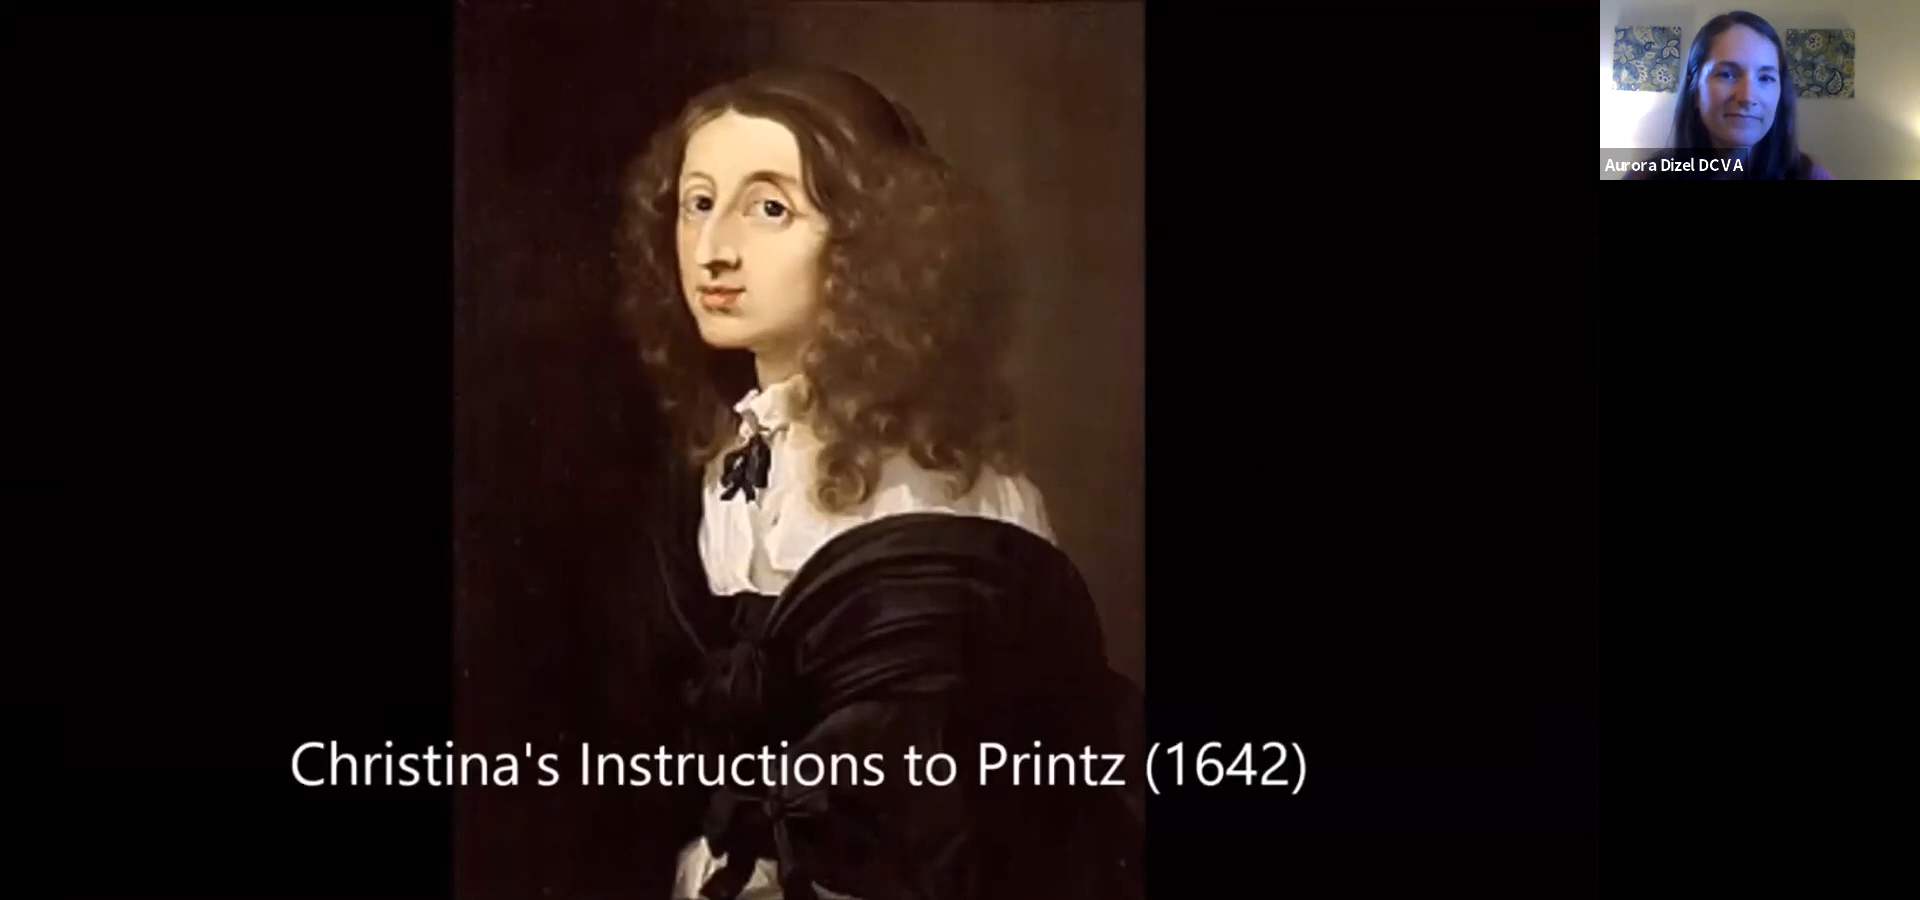 Aurora Dizel DCVA
Christina's Instructions to Printz (1642)